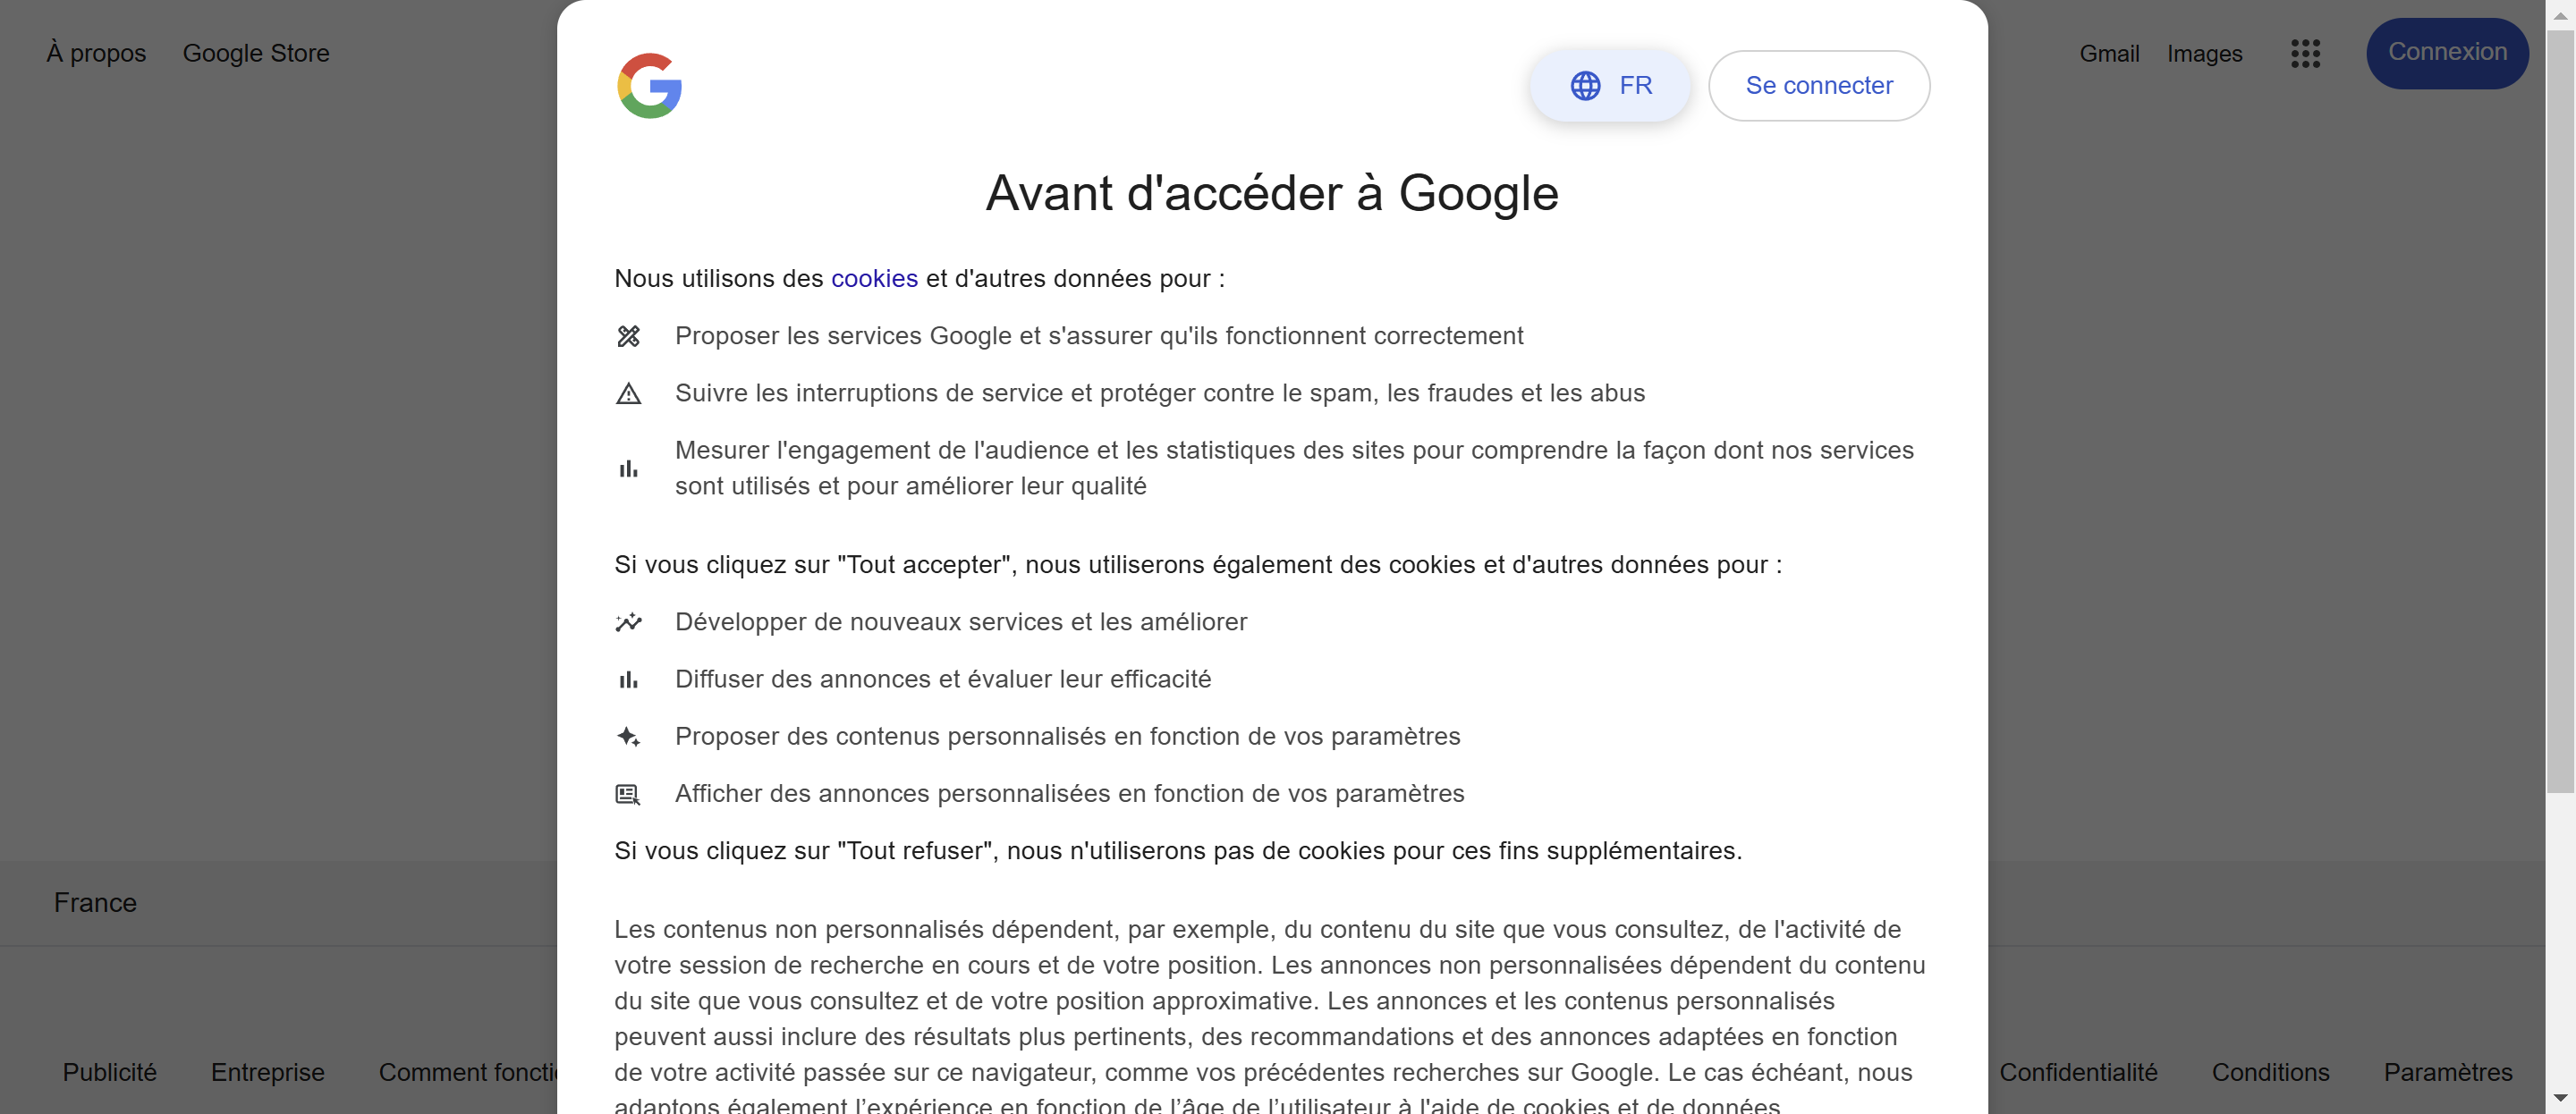 À propos
Google Store
Gmail
Images
Connexion
FR
Se connecter
Avant d'accéder à Google
Nous utilisons des cookies et d'autres données pour :
Proposer les services Google et s'assurer qu'ils fonctionnent correctement
Suivre les interruptions de service et protéger contre le spam, les fraudes et les abus
Mesurer l'engagement de l'audience et les statistiques des sites pour comprendre la façon dont nos services
sont utilisés et pour améliorer leur qualité
Si vous cliquez sur "Tout accepter", nous utiliserons également des cookies et d'autres données pour :
Développer de nouveaux services et les améliorer
Diffuser des annonces et évaluer leur efficacité
Proposer des contenus personnalisés en fonction de vos paramètres
Afficher des annonces personnalisées en fonction de vos paramètres
Si vous cliquez sur "Tout refuser", nous n'utiliserons pas de cookies pour ces fins supplémentaires.
Les contenus non personnalisés dépendent, par exemple, du contenu du site que vous consultez, de l'activité de
votre session de recherche en cours et de votre position. Les annonces non personnalisées dépendent du contenu
du site que vous consultez et de votre position approximative. Les annonces et les contenus personnalisés
peuvent aussi inclure des résultats plus pertinents, des recommandations et des annonces adaptées en fonction
de votre activité passée sur ce navigateur, comme vos précédentes recherches sur Google. Le cas échéant, nous
adaptons également l’expérience en fonction de l’âge de l’utilisateur à l'aide de cookies et de données
France
Publicité
Entreprise
Comment foncti
Confidentialité
Conditions
Paramètres